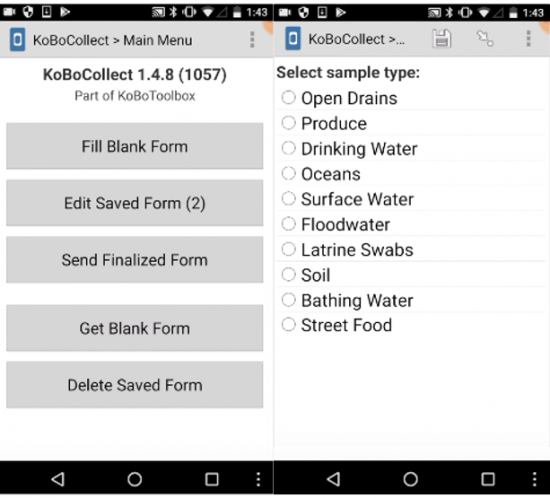 1:43
KoBoCollect > Main Menu
KoBoCollect 1.4.8 (1057)
Part of KoBoToolbox
Fill Blank Form
Edit Saved Form (2)
Send Finalized Form
Get Blank Form
Delete Saved Form
1:43
KoBoCollect >...
Select sample type:
Open Drains
Produce
Drinking Water
Oceans
Surface Water
Floodwater
Latrine Swabs
Soil
Bathing Water
Street Food